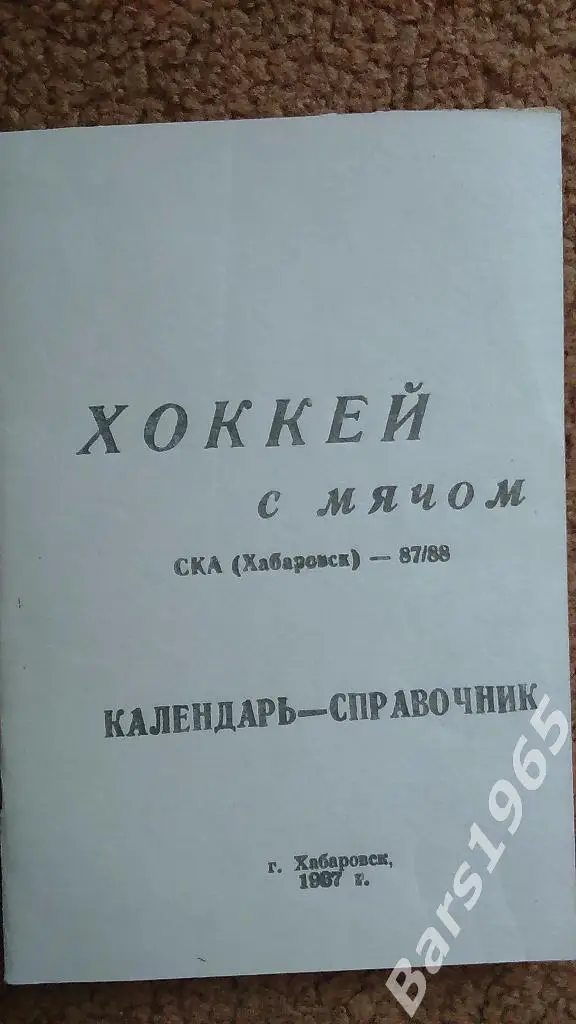 ХОККЕЙ
с мячом
СКА (Хабаровск) — 87/88
КАЛЕНДАРЬ—СПРАВОЧНИК
г. Хабаровск,
1987 г.
Bars1965